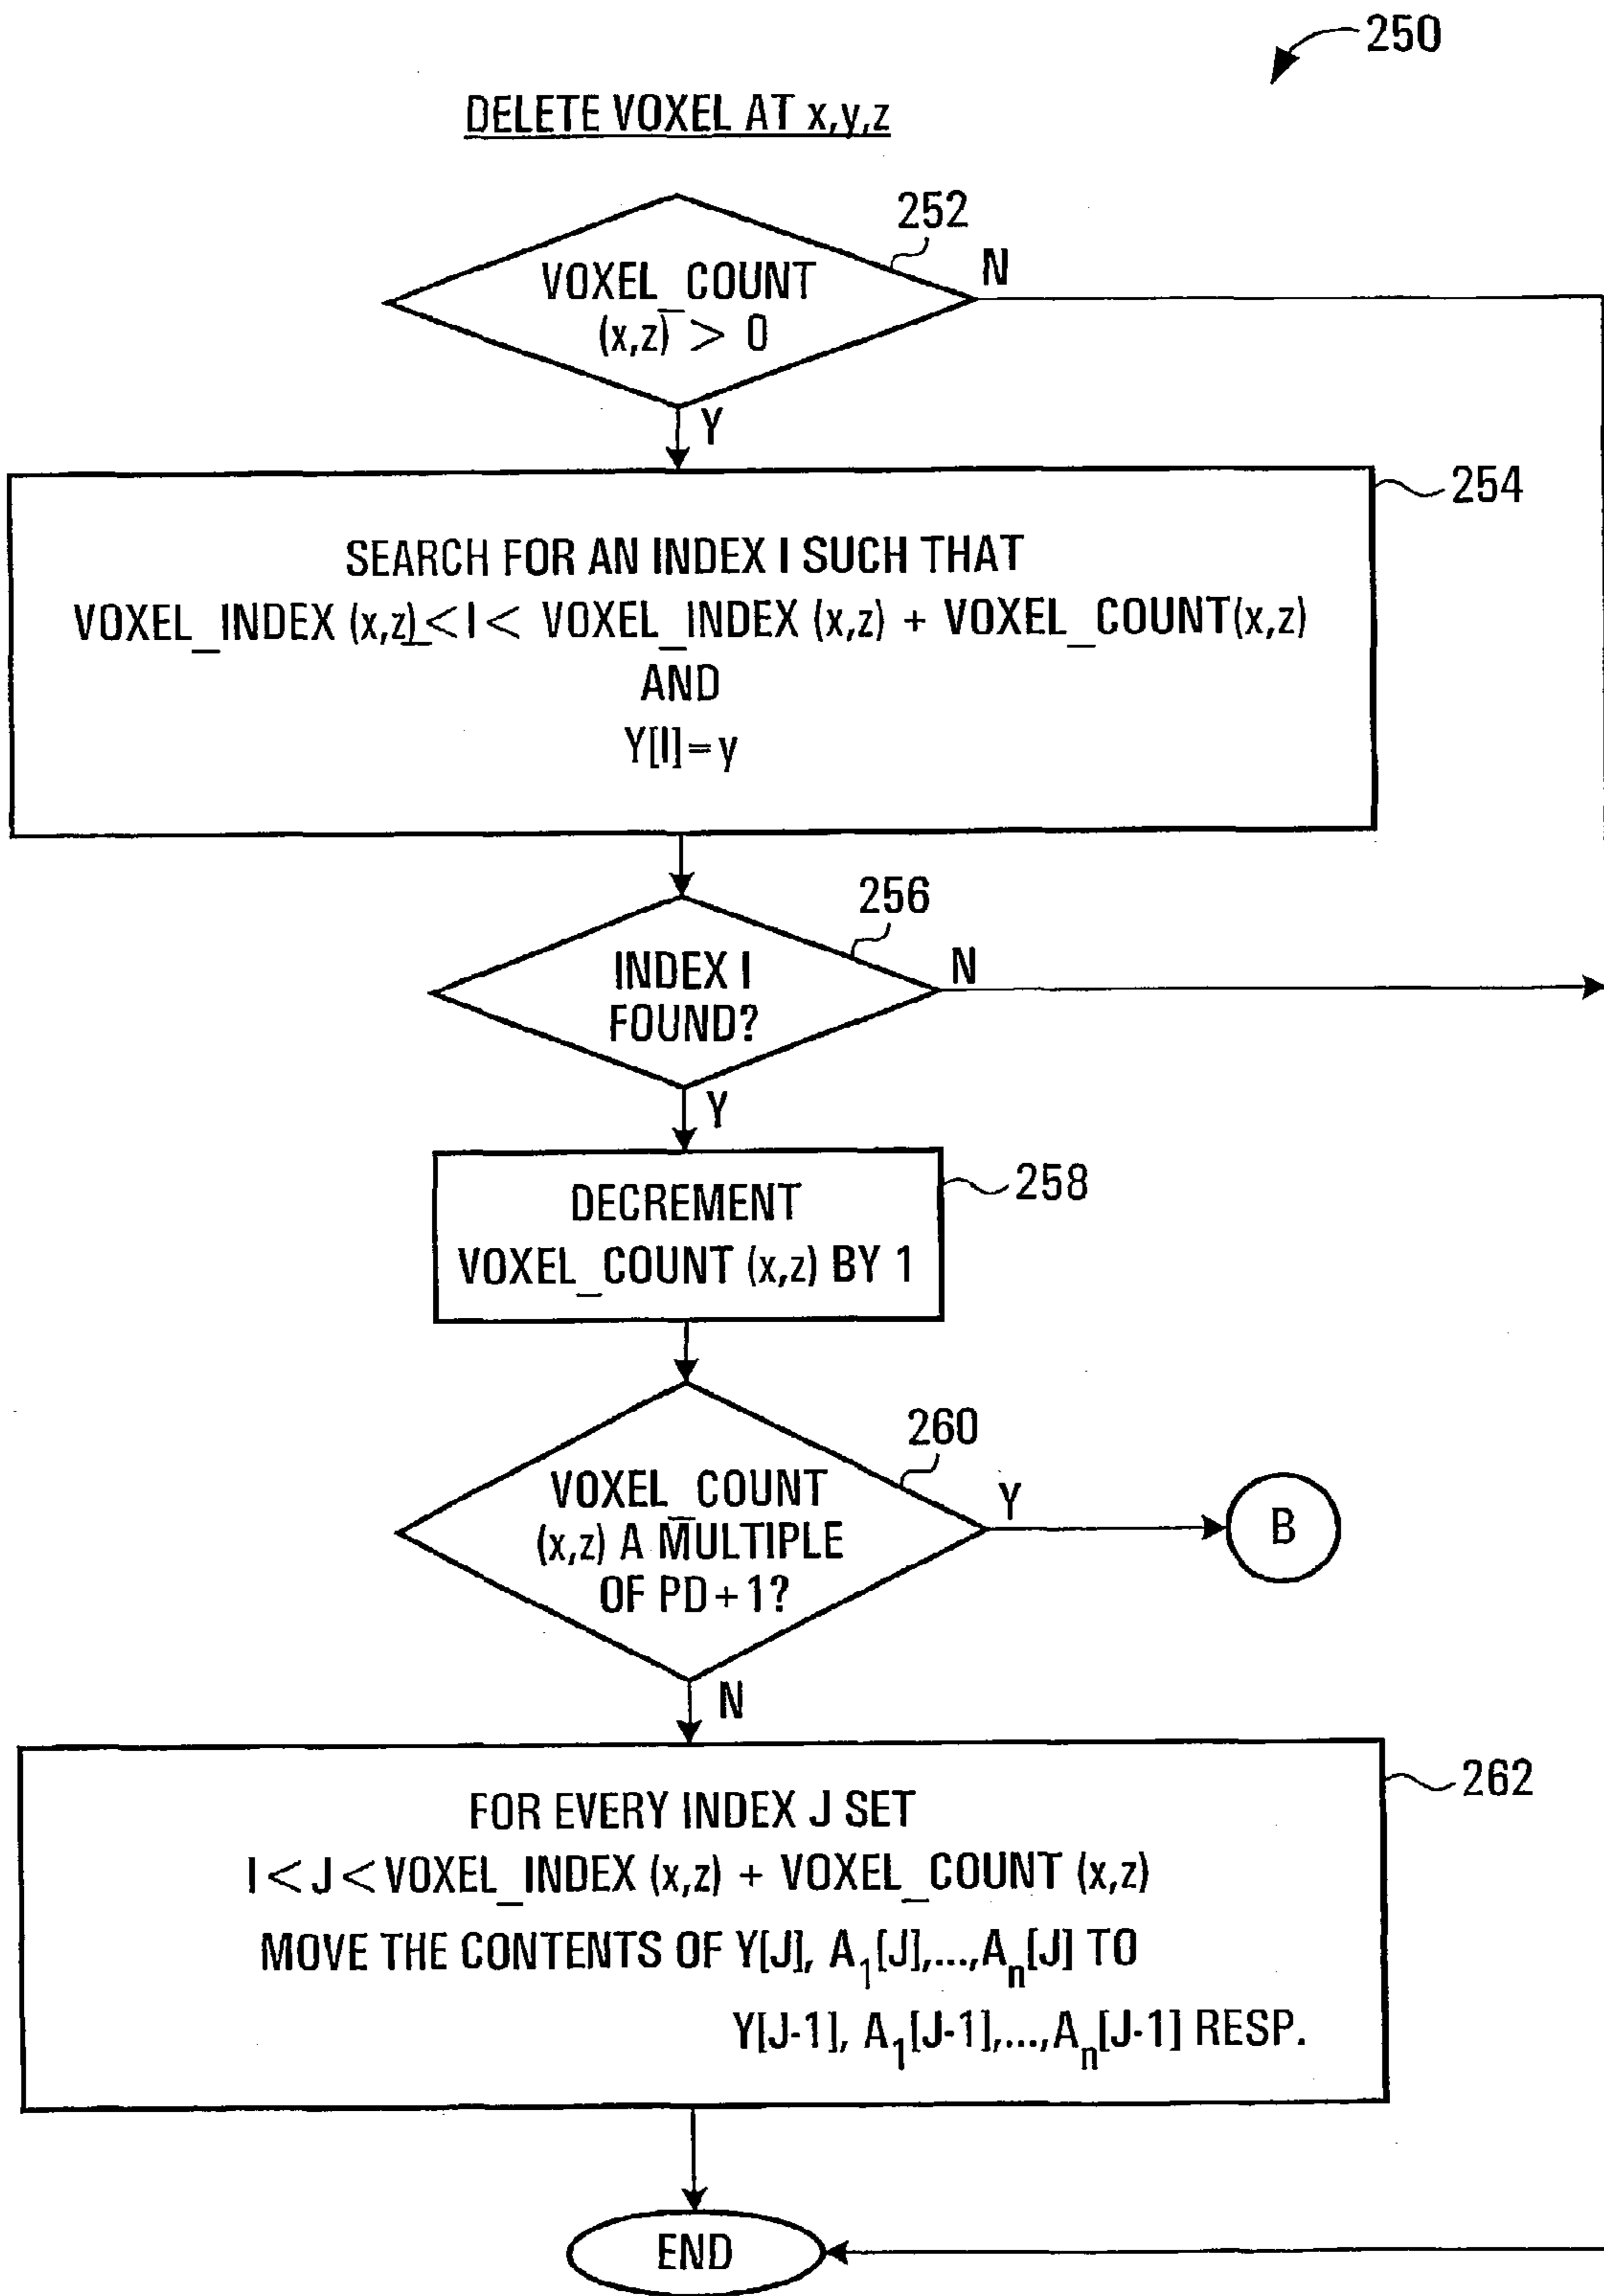 250
DELETE VOXEL AT x,y,z
252
VOXEL_COUNT
(x,z) > 0
N
Y
254
SEARCH FOR AN INDEX I SUCH THAT
VOXEL_INDEX (x,z) ≤ I < VOXEL_INDEX (x,z) + VOXEL_COUNT(x,z)
AND
Y[I]=y
256
INDEX I
FOUND?
N
Y
258
DECREMENT
VOXEL_COUNT (x,z) BY 1
260
VOXEL_COUNT
(x,z) A MULTIPLE
OF PD+1?
Y
B
N
262
FOR EVERY INDEX J SET
I<J<VOXEL_INDEX (x,z) + VOXEL_COUNT (x,z)
MOVE THE CONTENTS OF Y[J], A₁[J],...,Aₙ[J] TO
Y[J-1], A₁[J-1],...,Aₙ[J-1] RESP.
END